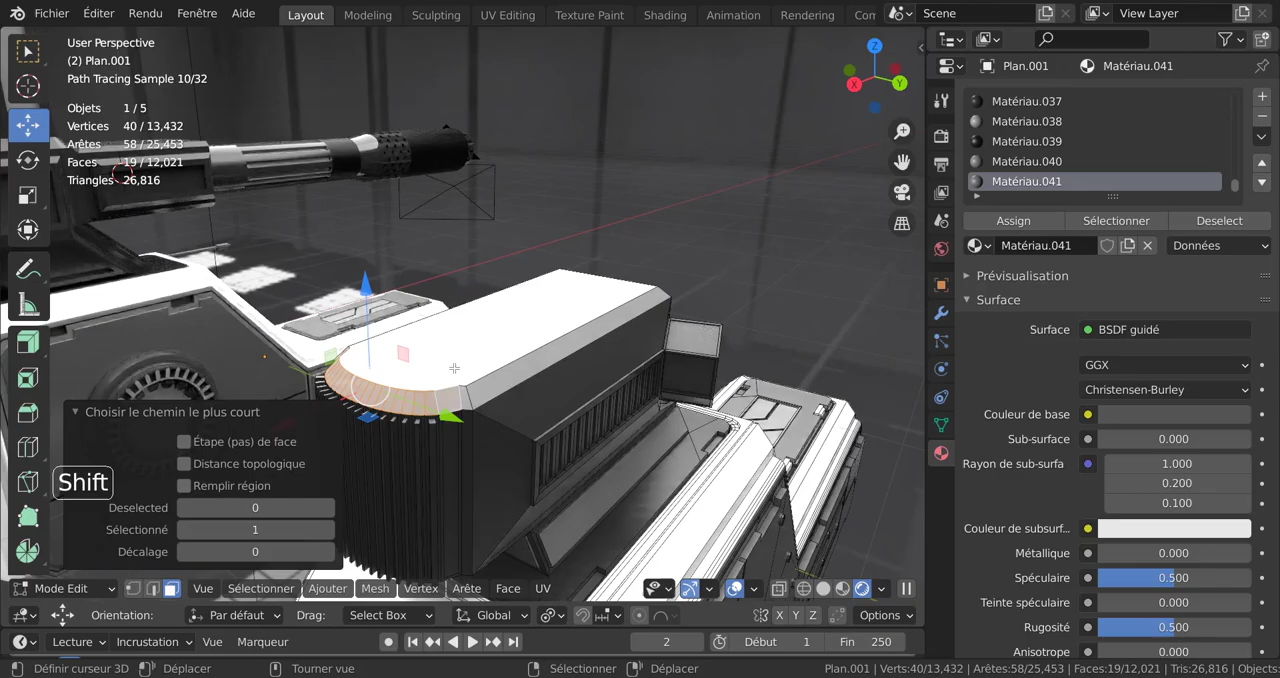 Fichier Éditer Rendu Fenêtre Aide Layout Modeling Sculpting UV Editing Texture Paint Shading Animation Rendering Scene View Layer
User Perspective
(2) Plan.001
Path Tracing Sample 10/32
Objets 1 / 5
Vertices 40 / 13,432
Arêtes 58 / 25,453
Faces 19 / 12,021
Triangles 26,816
Z
X
Y
Choisir le chemin le plus court
Étape (pas) de face
Distance topologique
Remplir région
Deselected 0
Sélectionné 1
Décalage 0
Shift
Mode Edit Vue Sélectionner Ajouter Mesh Vertex Arête Face UV
Orientation: Par défaut Drag: Select Box Global X Y Z Options
Lecture Incrustation Vue Marqueur 2 Début 1 Fin 250
Définir curseur 3D Déplacer Tourner vue Sélectionner Déplacer Plan.001 | Verts:40/13,432 | Arêtes:58/25,453 | Faces:19/12,021 | Tris:26,816 | Objects:
Plan.001 Matériau.041
Matériau.037
Matériau.038
Matériau.039
Matériau.040
Matériau.041
Assign Sélectionner Deselect
Matériau.041 Données
Prévisualisation
Surface
Surface BSDF guidé
GGX
Christensen-Burley
Couleur de base
Sub-surface 0.000
Rayon de sub-surfa 1.000
0.200
0.100
Couleur de subsurf...
Métallique 0.000
Spéculaire 0.500
Teinte spéculaire 0.000
Rugosité 0.500
Anisotropie 0.000